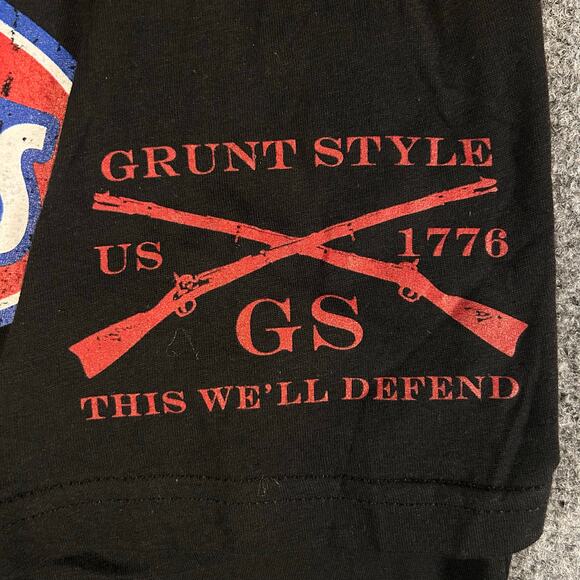 GRUNT STYLE
US 1776
GS
THIS WE'LL DEFEND